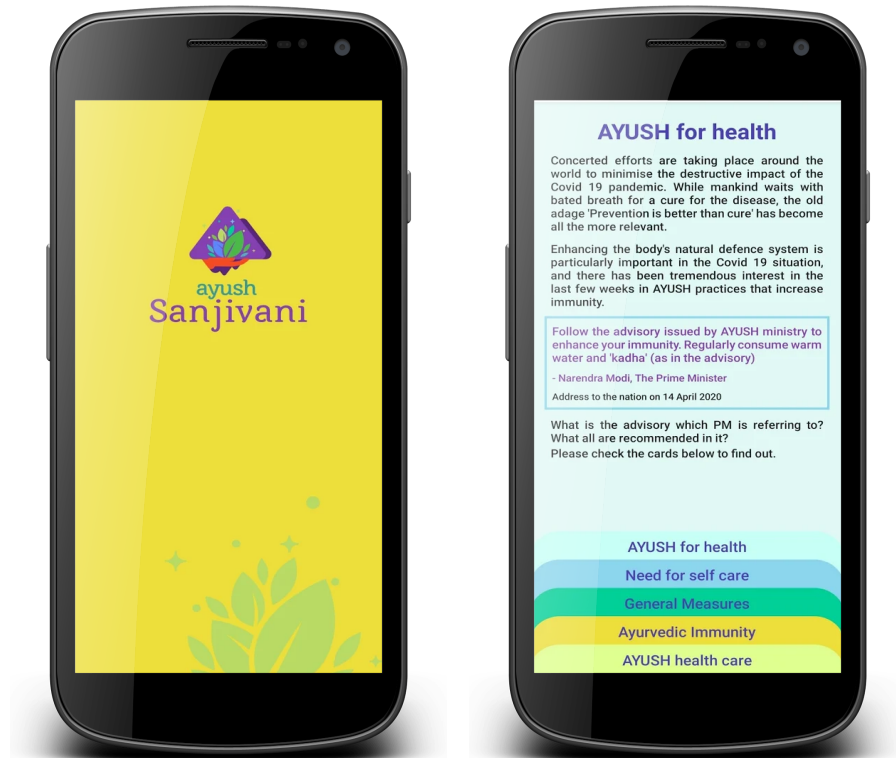 ayush
Sanjivani
AYUSH for health
Concerted efforts are taking place around the
world to minimise the destructive impact of the
Covid 19 pandemic. While mankind waits with
bated breath for a cure for the disease, the old
adage 'Prevention is better than cure' has become
all the more relevant.
Enhancing the body's natural defence system is
particularly important in the Covid 19 situation,
and there has been tremendous interest in the
last few weeks in AYUSH practices that increase
immunity.
Follow the advisory issued by AYUSH ministry to
enhance your immunity. Regularly consume warm
water and 'kadha' (as in the advisory)
- Narendra Modi, The Prime Minister
Address to the nation on 14 April 2020
What is the advisory which PM is referring to?
What all are recommended in it?
Please check the cards below to find out.
AYUSH for health
Need for self care
General Measures
Ayurvedic Immunity
AYUSH health care